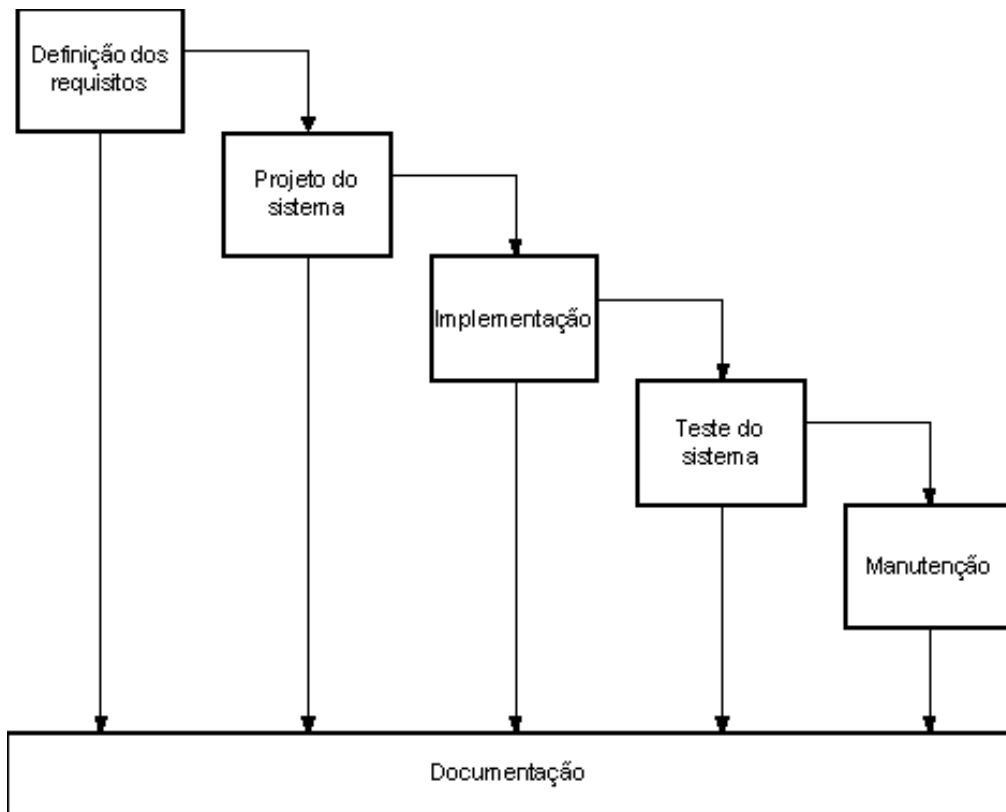 Definição dos
requisitos
Projeto do
sistema
Implementação
Teste do
sistema
Manutenção
Documentação